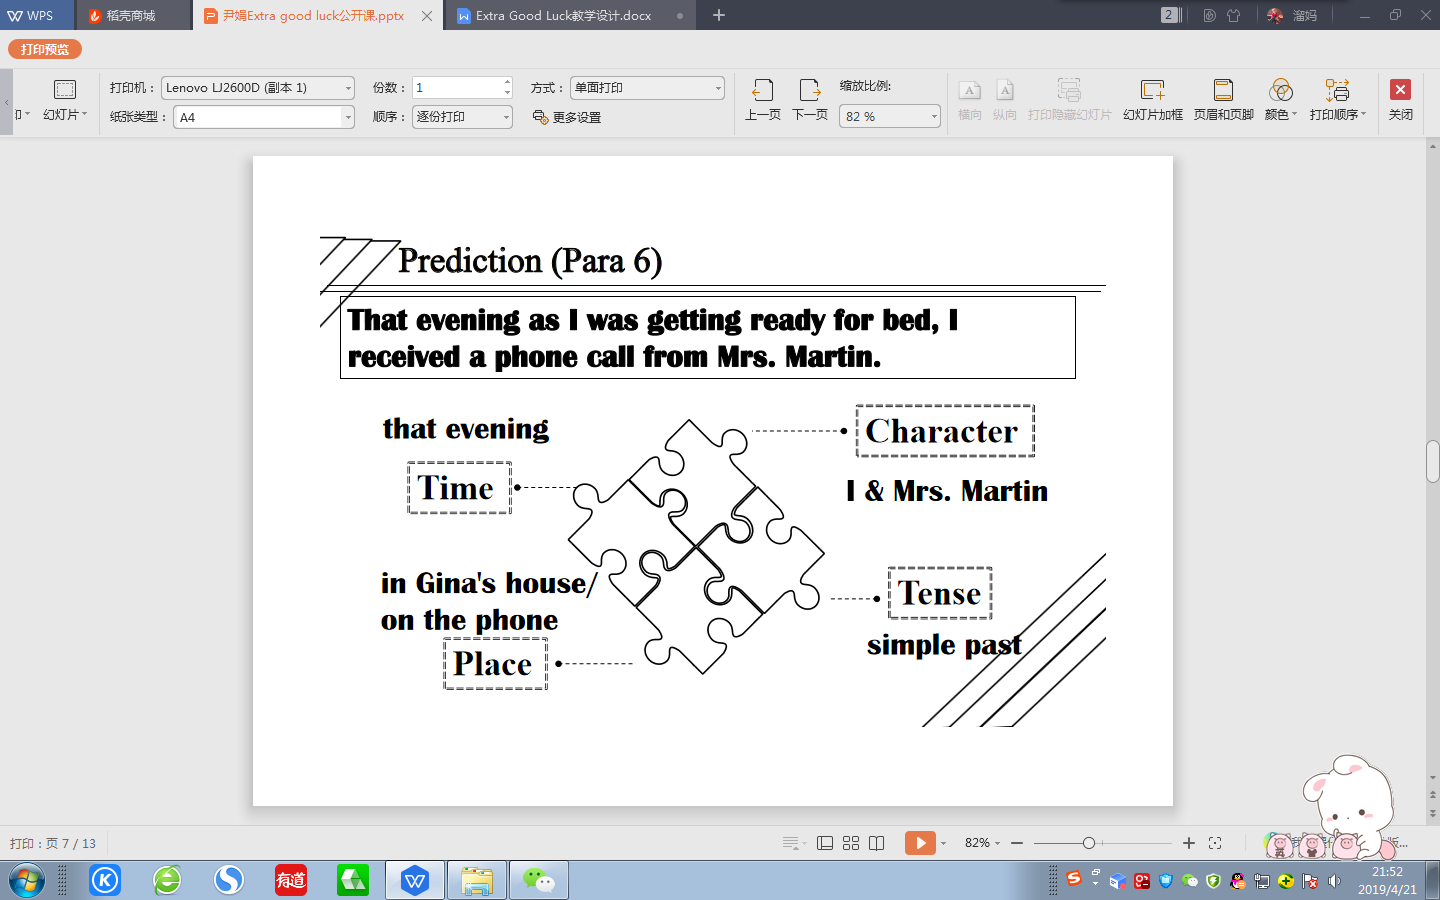 WPS
稻壳商城
尹娟Extra good luck公开课.pptx
Extra Good Luck教学设计.docx
2
溜妈
打印预览
幻灯片
打印机：
Lenovo LJ2600D (副本 1)
纸张类型：
A4
份数：
1
顺序：
逐份打印
方式：
单面打印
更多设置
上一页
下一页
缩放比例:
82 %
横向
纵向
打印隐藏幻灯片
幻灯片加框
页眉和页脚
颜色
打印顺序
关闭
Prediction (Para 6)
That evening as I was getting ready for bed, I
received a phone call from Mrs. Martin.
that evening
Time
Character
I & Mrs. Martin
in Gina's house/
on the phone
Place
Tense
simple past
打印：页 7 / 13
82%
有道
21:52
2019/4/21